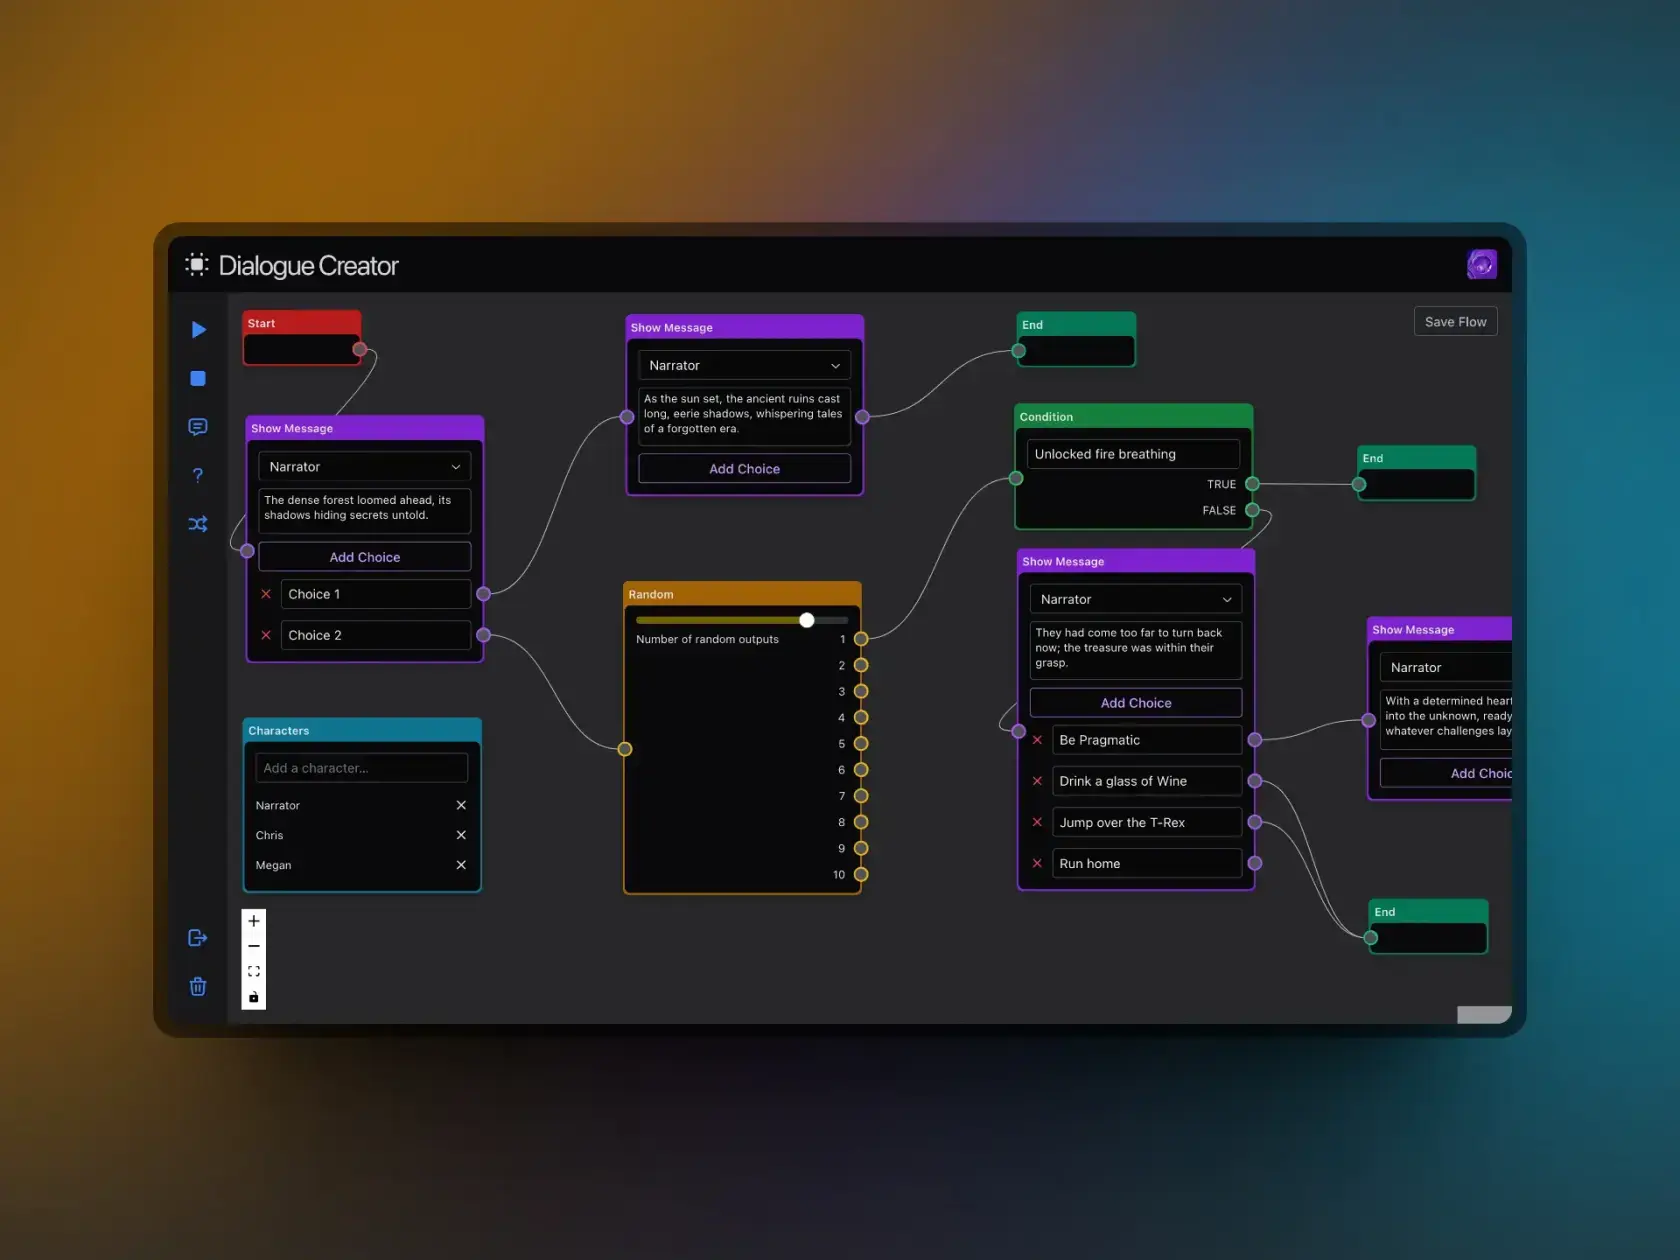 Dialogue Creator
Save Flow
Start
Show Message
Narrator
The dense forest loomed ahead, its
shadows hiding secrets untold.
Add Choice
Choice 1
Choice 2
Characters
Add a character...
Narrator
Chris
Megan
Show Message
Narrator
As the sun set, the ancient ruins cast
long, eerie shadows, whispering tales
of a forgotten era.
Add Choice
Random
Number of random outputs
1
2
3
4
5
6
7
8
9
10
End
Condition
Unlocked fire breathing
TRUE
FALSE
End
Show Message
Narrator
They had come too far to turn back
now; the treasure was within their
grasp.
Add Choice
Be Pragmatic
Drink a glass of Wine
Jump over the T-Rex
Run home
Show Message
Narrator
With a determined heart
into the unknown, ready
whatever challenges lay
Add Choic
End